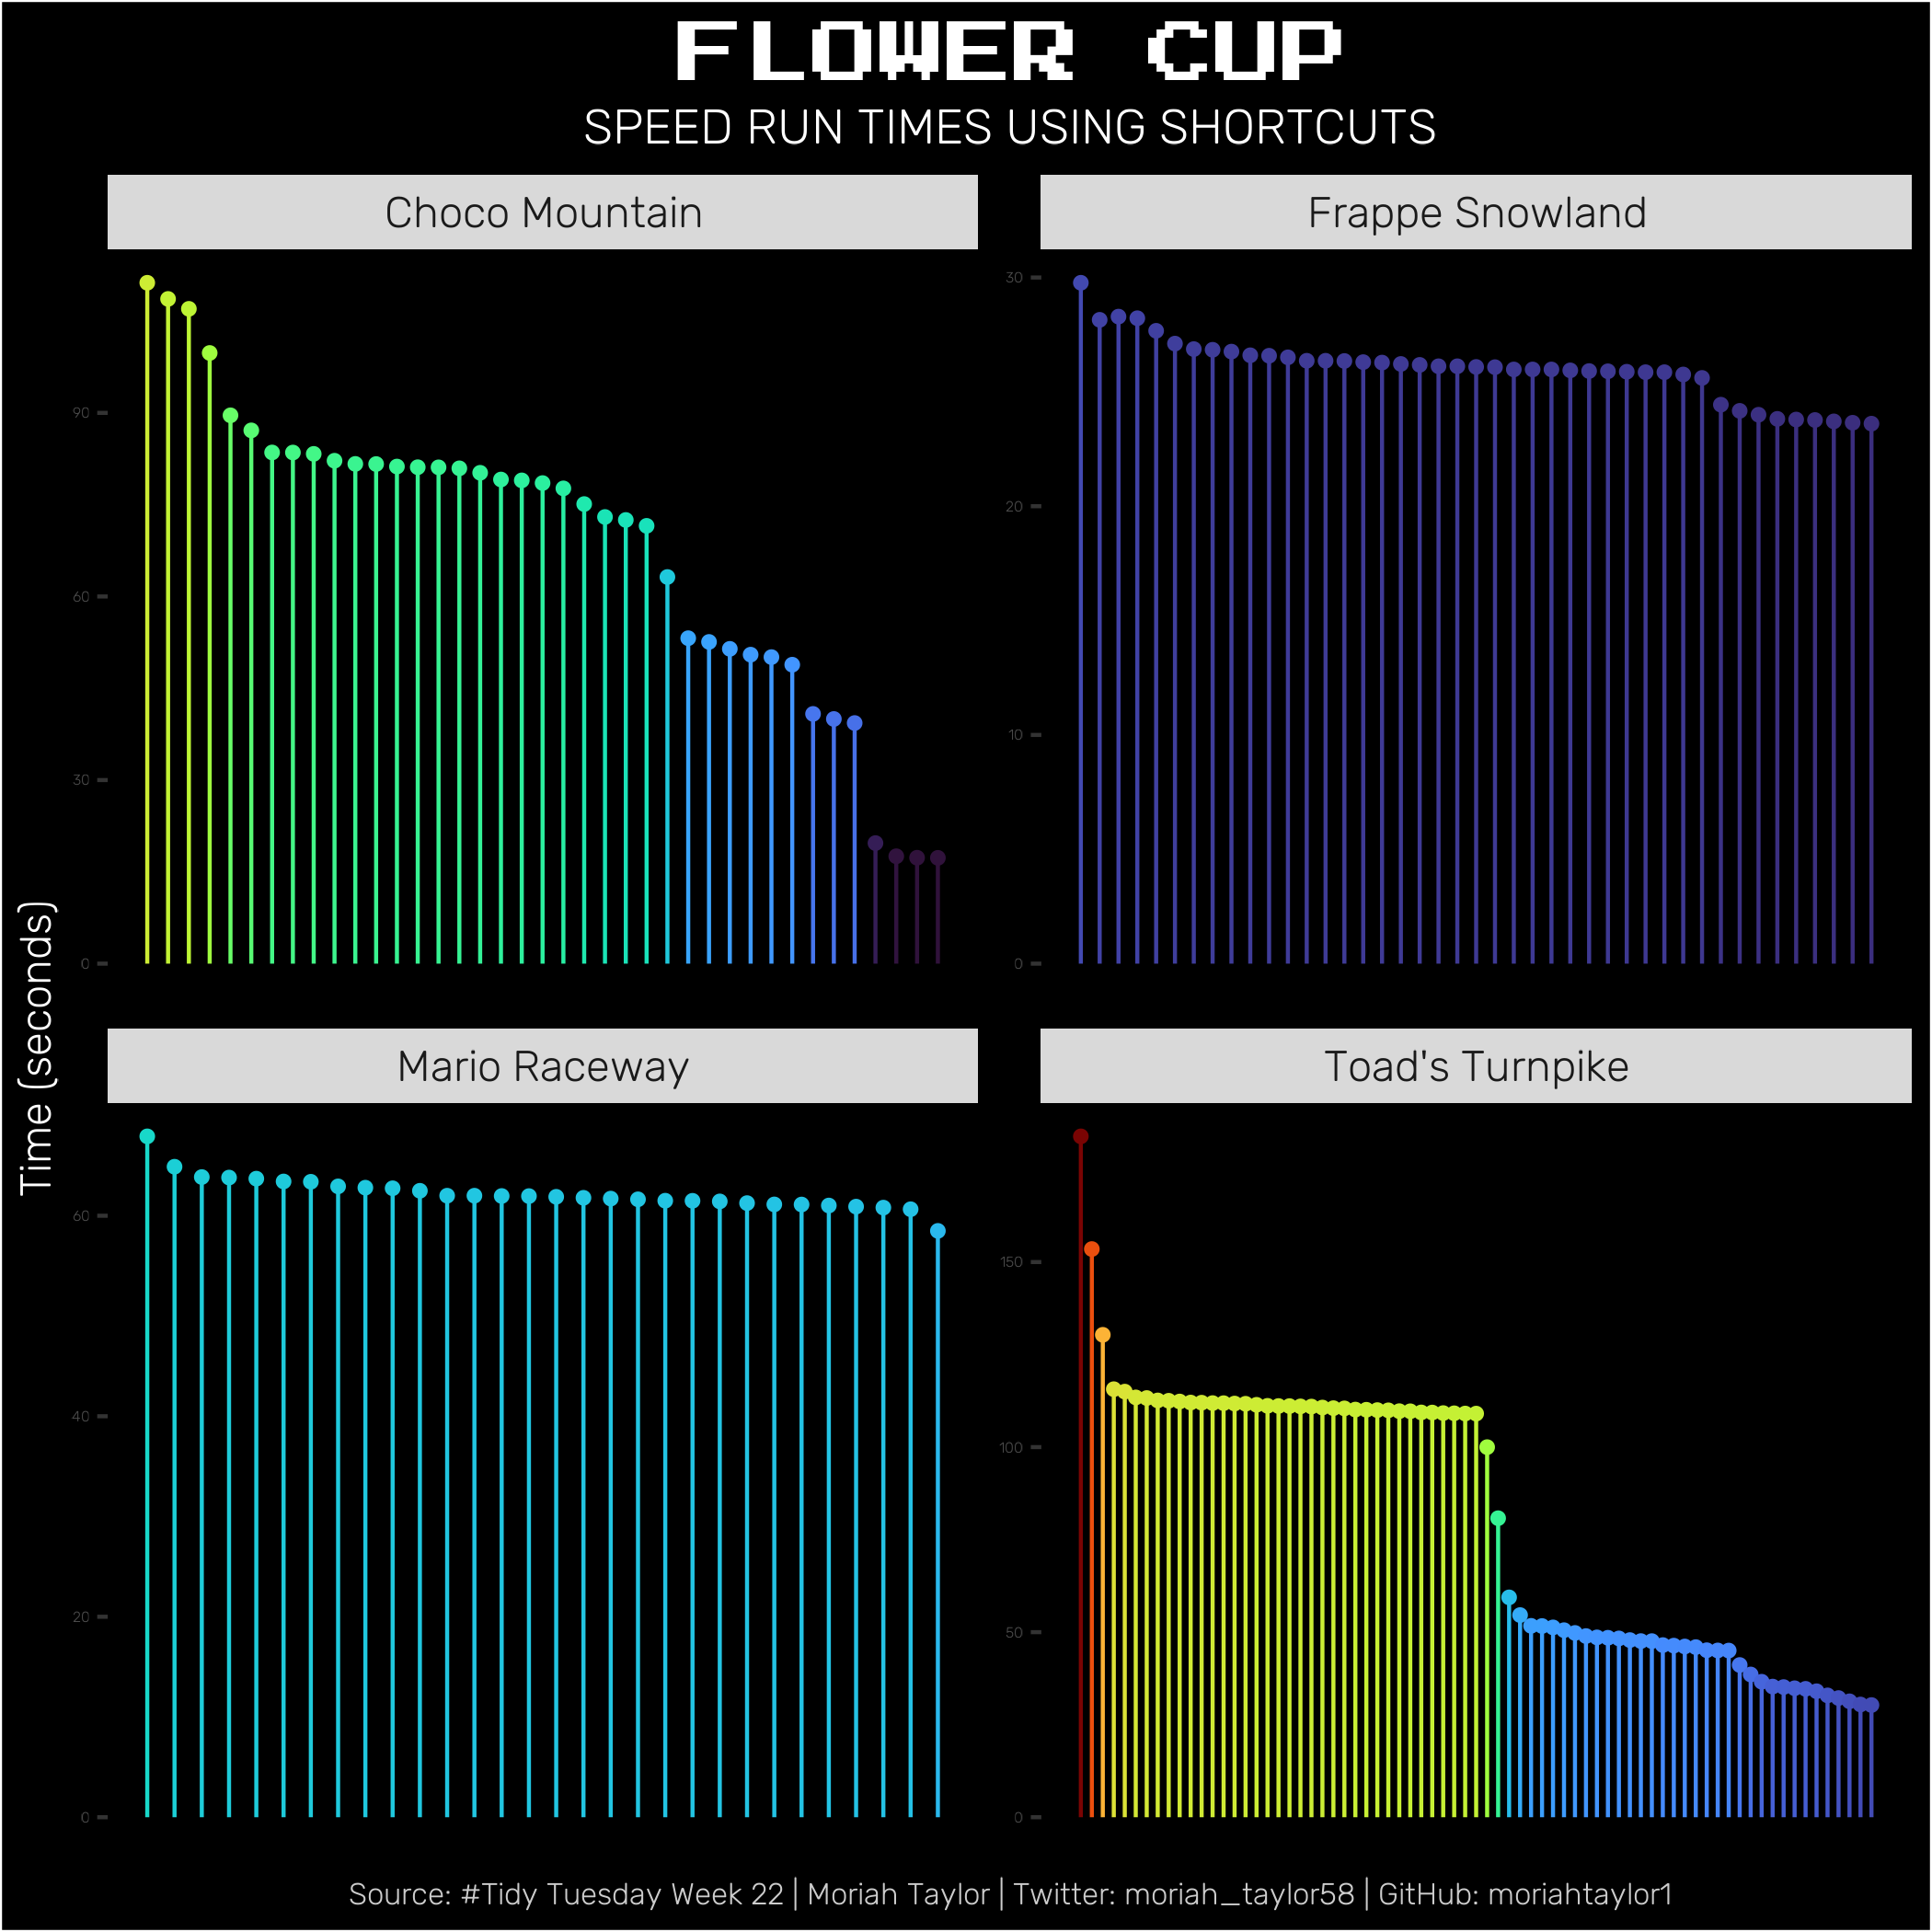 FLOWER CUP
SPEED RUN TIMES USING SHORTCUTS
Choco Mountain
Frappe Snowland
90
60
30
0
30
20
10
0
Time (seconds)
Mario Raceway
Toad's Turnpike
60
40
20
0
150
100
50
0
Source: #Tidy Tuesday Week 22 | Moriah Taylor | Twitter: moriah_taylor58 | GitHub: moriahtaylor1